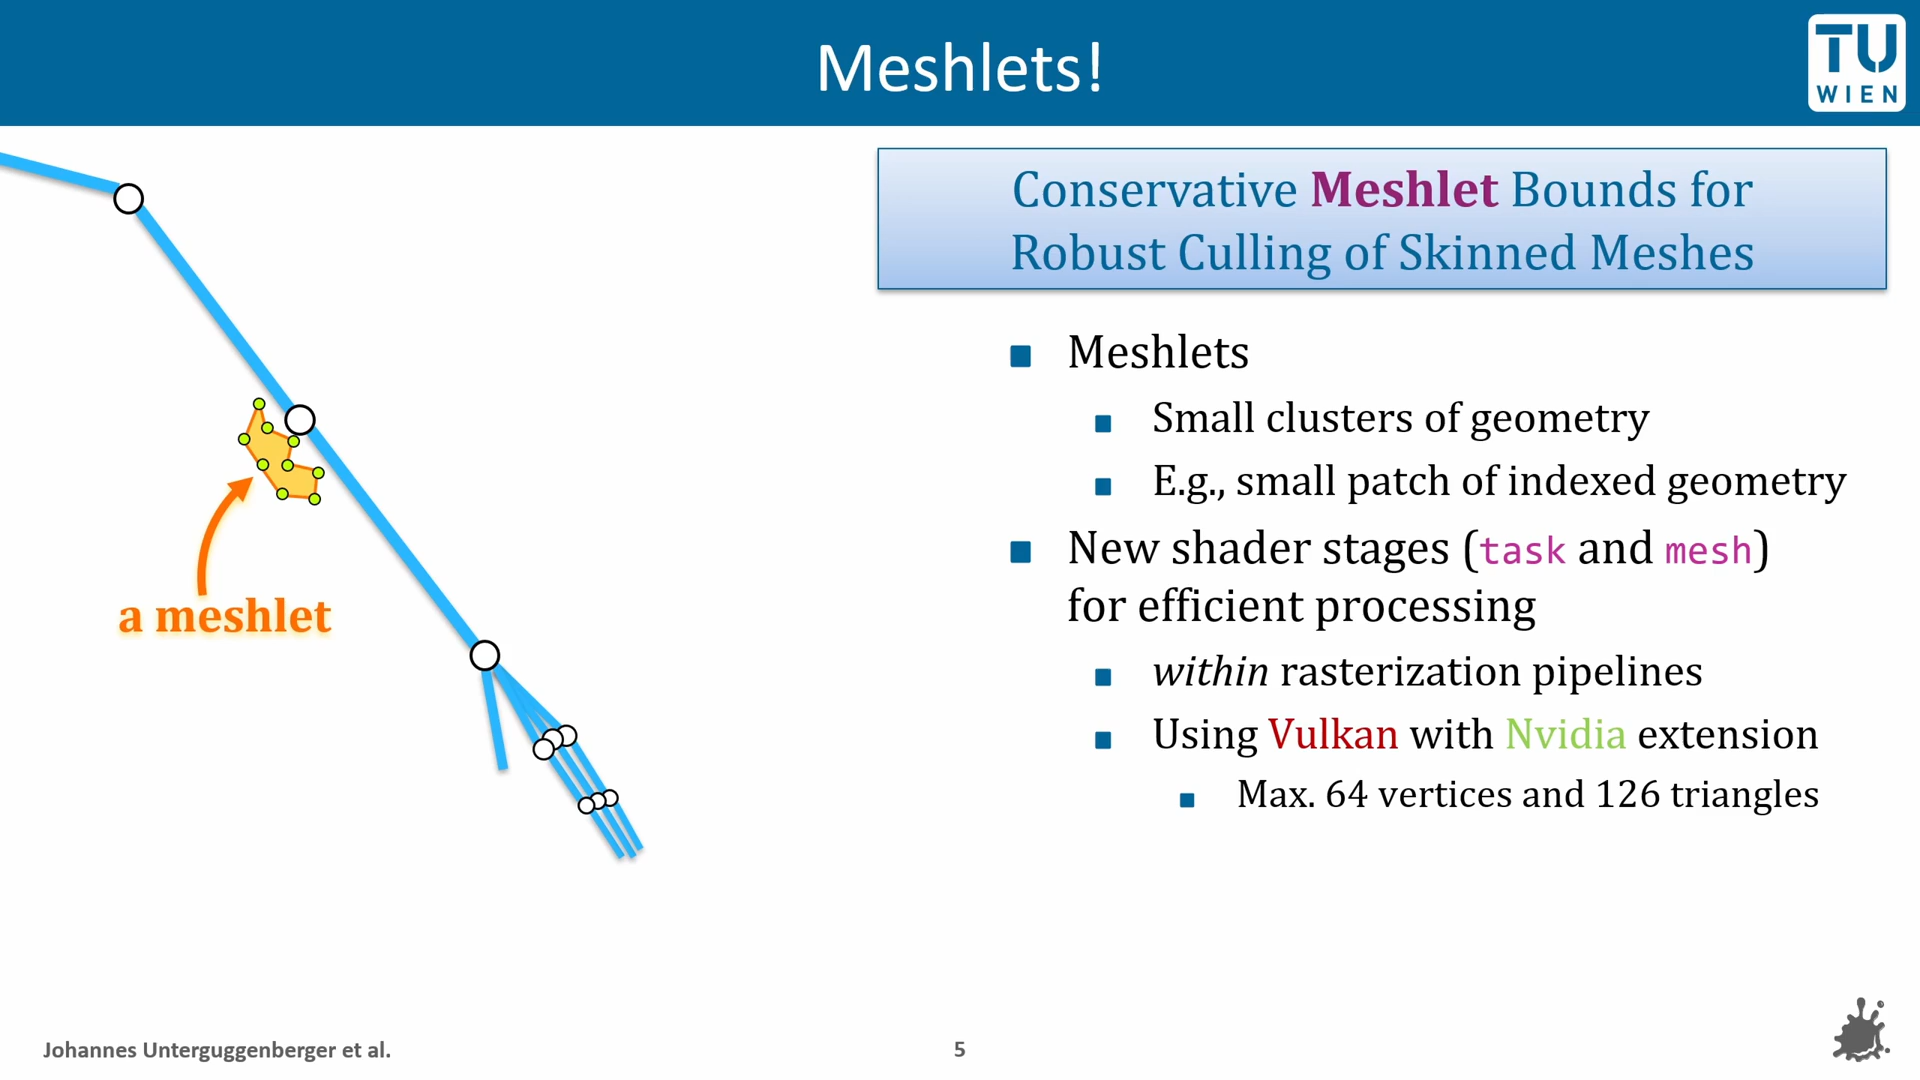 Meshlets!
TU
WIEN
Conservative Meshlet Bounds for
Robust Culling of Skinned Meshes
Meshlets
Small clusters of geometry
E.g., small patch of indexed geometry
New shader stages (task and mesh)
for efficient processing
within rasterization pipelines
Using Vulkan with Nvidia extension
Max. 64 vertices and 126 triangles
a meshlet
Johannes Unterguggenberger et al.
5